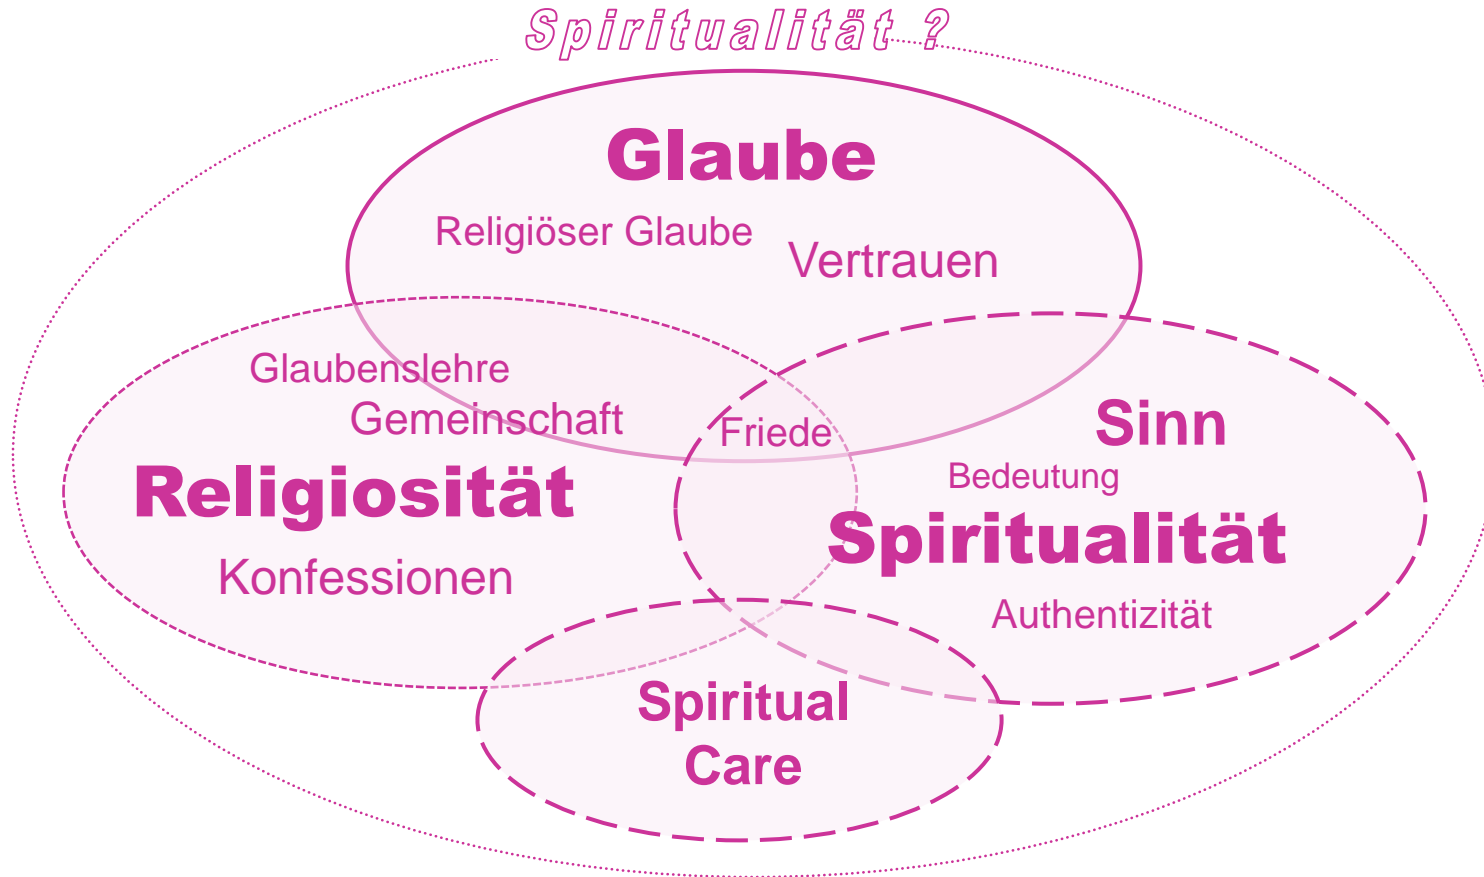 Spiritualität ?
Glaube
Religiöser Glaube
Vertrauen
Glaubenslehre
Gemeinschaft
Friede
Sinn
Bedeutung
Religiosität
Spiritualität
Konfessionen
Authentizität
Spiritual
Care